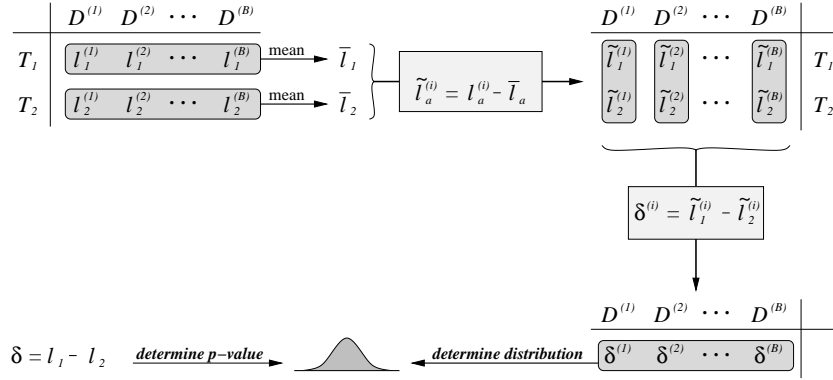 D^(1) D^(2) ··· D^(B)
T_1 l_1^(1) l_1^(2) ··· l_1^(B) mean l̅_1
T_2 l_2^(1) l_2^(2) ··· l_2^(B) mean l̅_2
l̃_a^(i) = l_a^(i) - l̅_a
D^(1) D^(2) ··· D^(B)
l̃_1^(1) l̃_1^(2) ··· l̃_1^(B) T_1
l̃_2^(1) l̃_2^(2) ··· l̃_2^(B) T_2
δ^(i) = l̃_1^(i) - l̃_2^(i)
D^(1) D^(2) ··· D^(B)
δ = l_1 - l_2 determine p-value determine distribution δ^(1) δ^(2) ··· δ^(B)